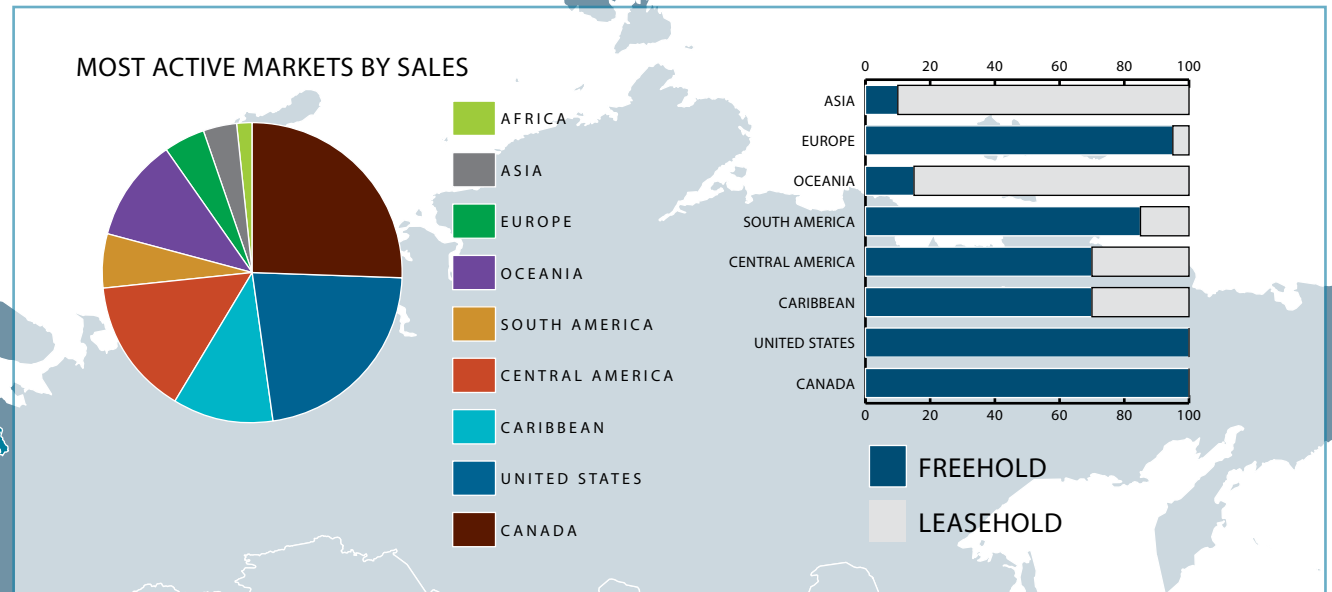 MOST ACTIVE MARKETS BY SALES
AFRICA
ASIA
EUROPE
OCEANIA
SOUTH AMERICA
CENTRAL AMERICA
CARIBBEAN
UNITED STATES
CANADA
0 20 40 60 80 100
ASIA
EUROPE
OCEANIA
SOUTH AMERICA
CENTRAL AMERICA
CARIBBEAN
UNITED STATES
CANADA
0 20 40 60 80 100
FREEHOLD
LEASEHOLD